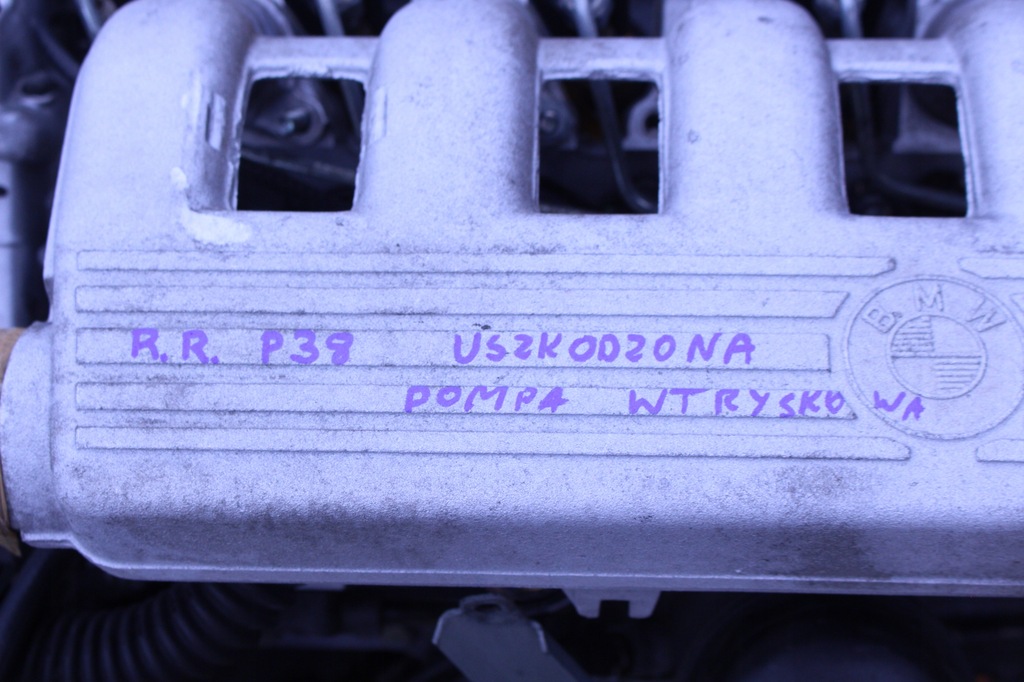 BMW
R.R. P38 USZKODZONA
POMPA WTRYSKOWA